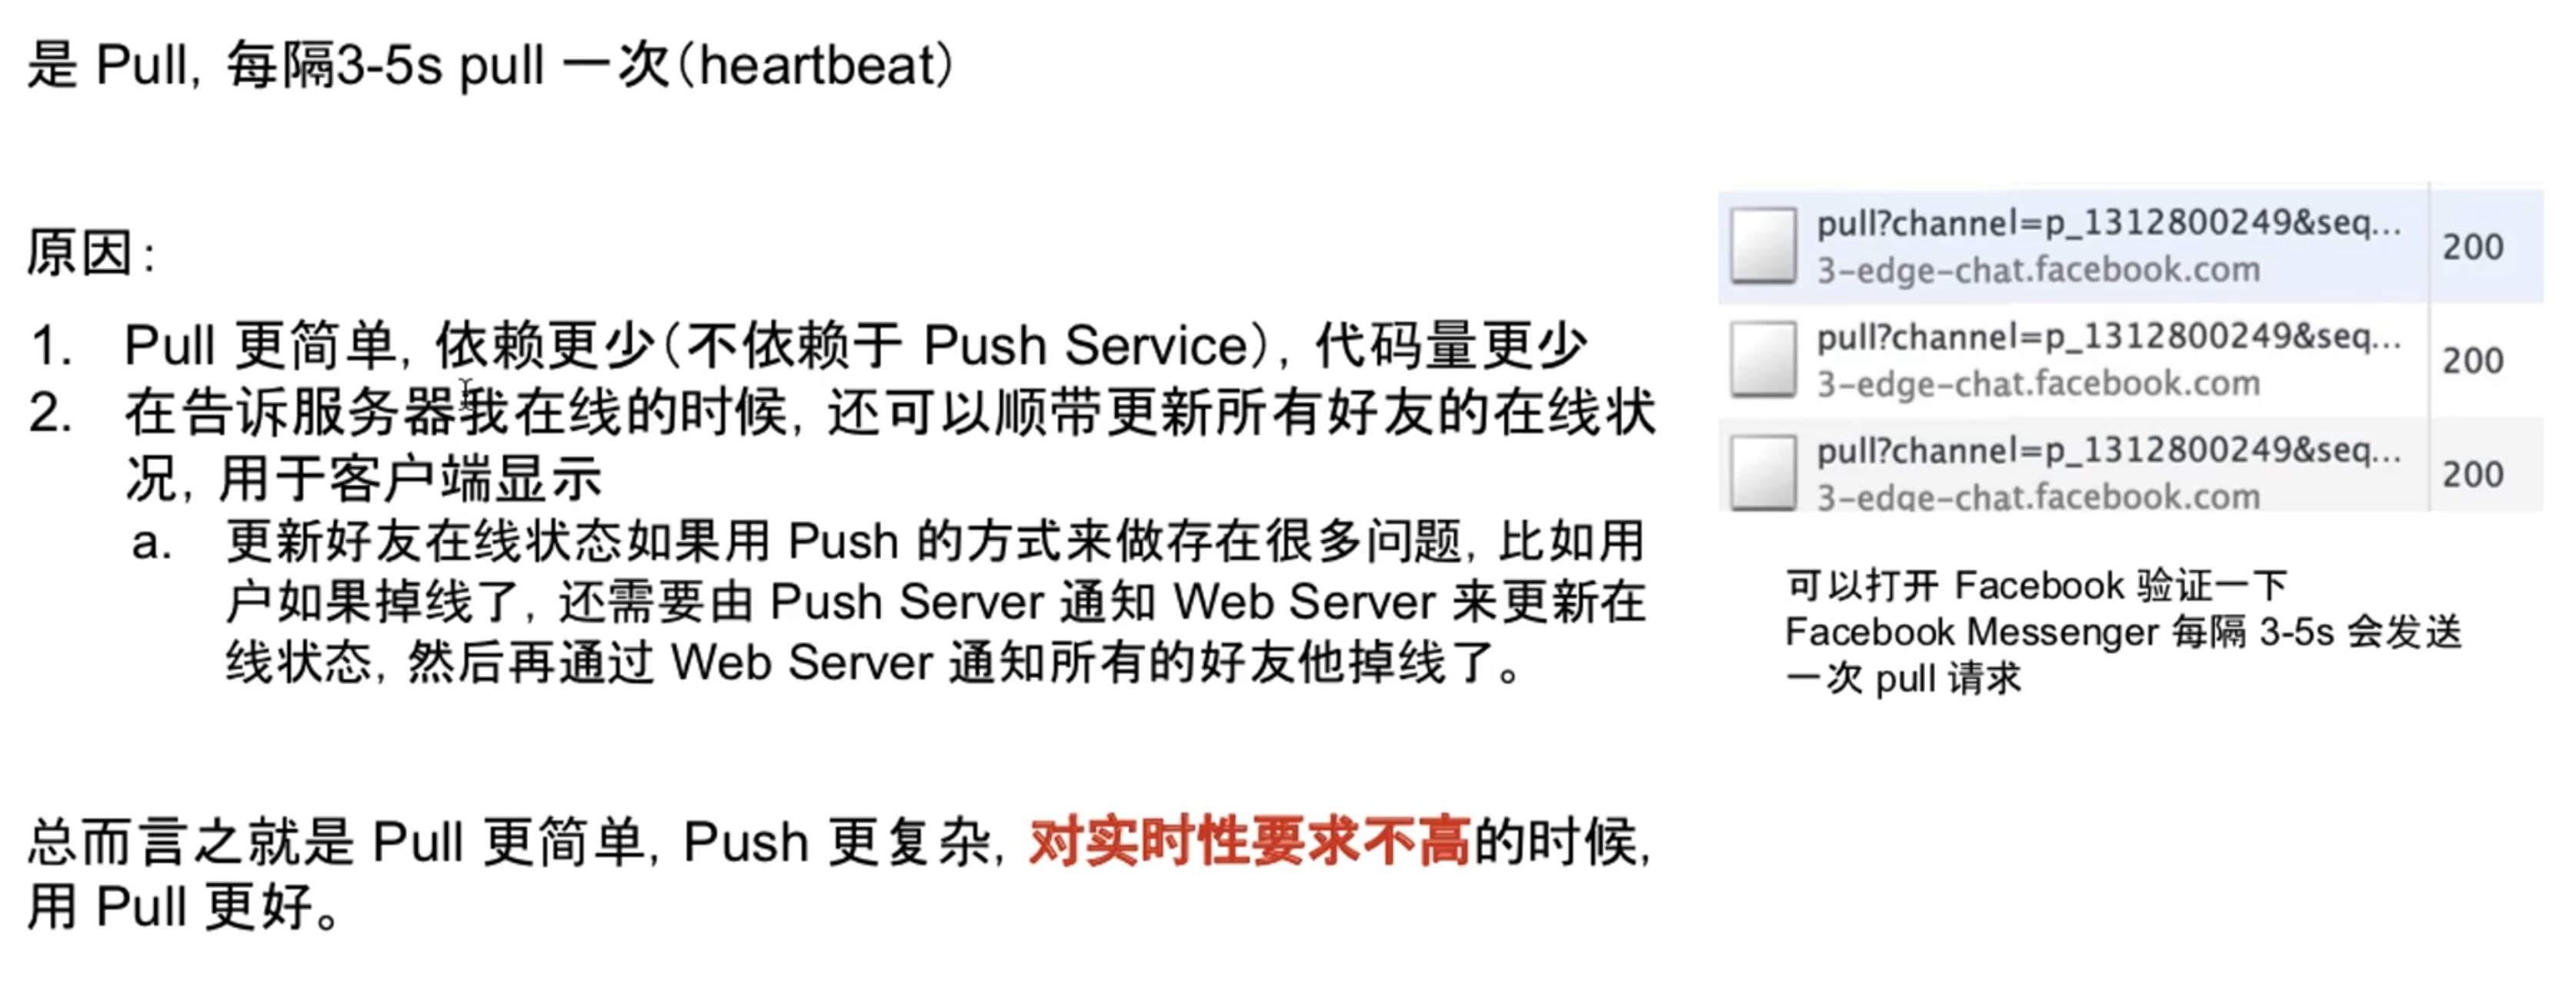 是 Pull, 每隔3-5s pull 一次(heartbeat)
原因:
1. Pull 更简单, 依赖更少(不依赖于 Push Service), 代码量更少
2. 在告诉服务器我在线的时候, 还可以顺带更新所有好友的在线状
况, 用于客户端显示
a. 更新好友在线状态如果用 Push 的方式来做存在很多问题, 比如用
户如果掉线了, 还需要由 Push Server 通知 Web Server 来更新在
线状态, 然后再通过 Web Server 通知所有的好友他掉线了。
总而言之就是 Pull 更简单, Push 更复杂, 对实时性要求不高的时候,
用 Pull 更好。
pull?channel=p_1312800249&seq... 200
3-edge-chat.facebook.com
pull?channel=p_1312800249&seq... 200
3-edge-chat.facebook.com
pull?channel=p_1312800249&seq... 200
3-edge-chat.facebook.com
可以打开 Facebook 验证一下
Facebook Messenger 每隔 3-5s 会发送
一次 pull 请求